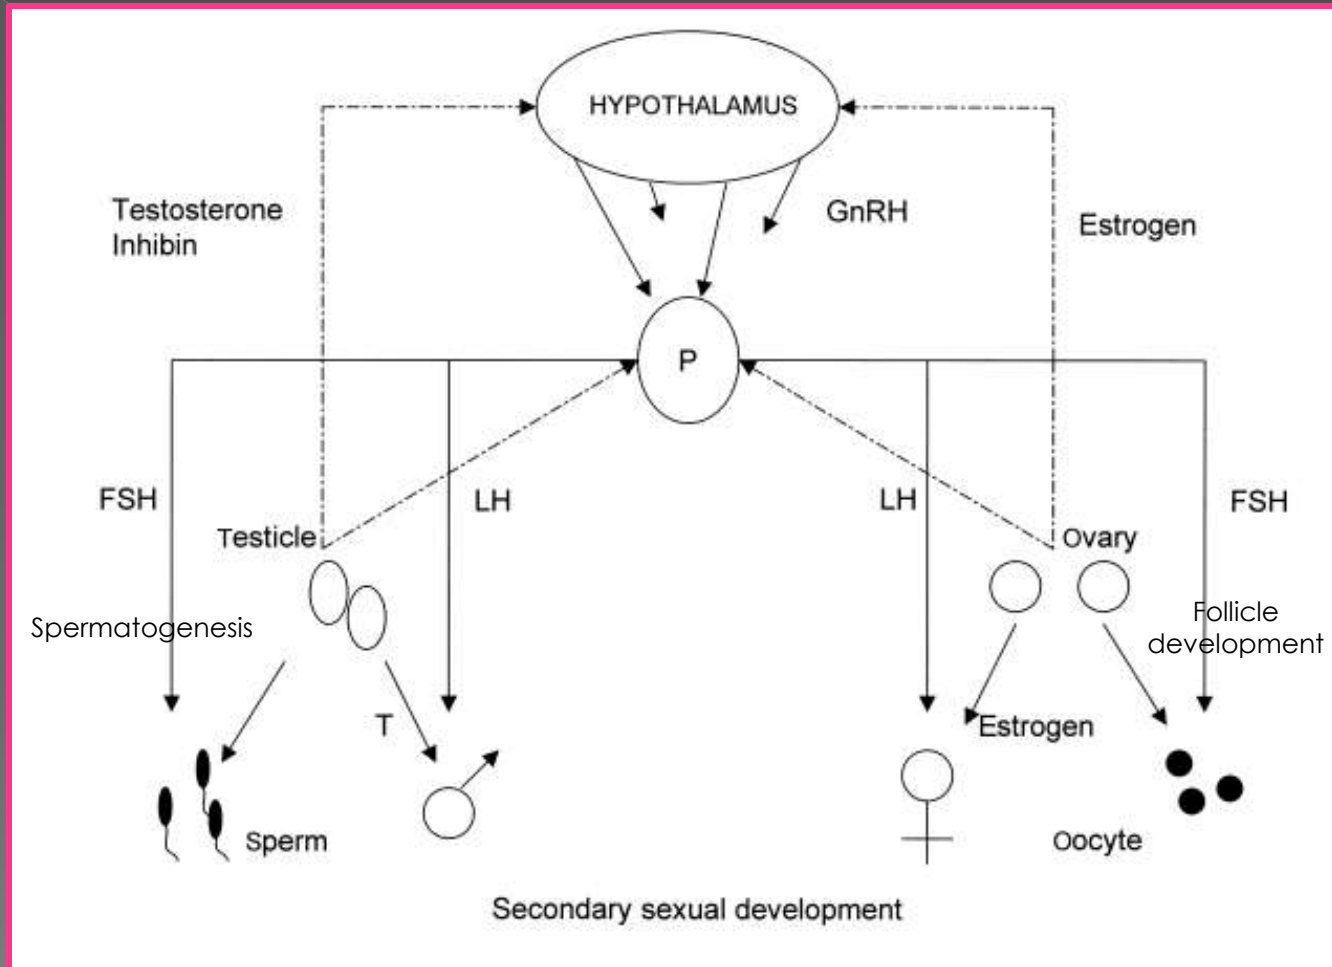 HYPOTHALAMUS
Testosterone
Inhibin
GnRH
Estrogen
P
FSH
LH
LH
FSH
Testicle
Ovary
Spermatogenesis
Follicle
development
T
Estrogen
Sperm
Oocyte
Secondary sexual development